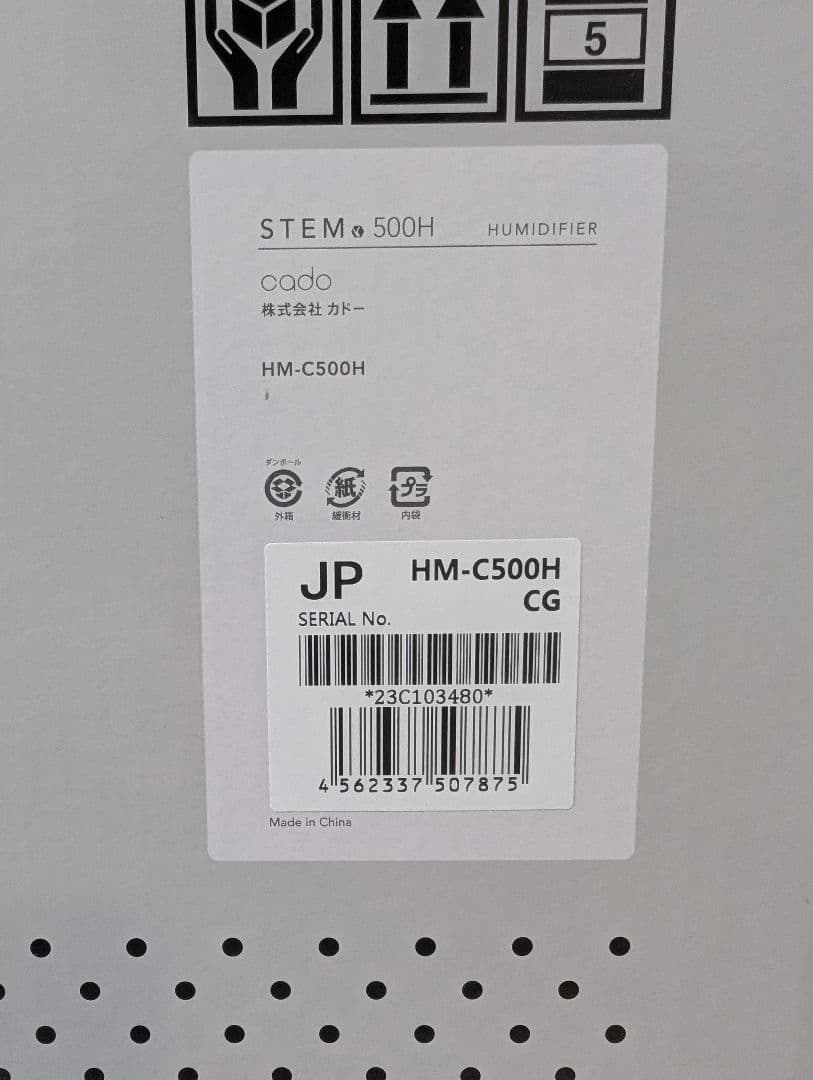 5
STEM 500H HUMIDIFIER
cado
株式会社 カドー
HM-C500H
ダンボール
外箱
紙
緩衝材
プラ
内袋
JP HM-C500H
CG
SERIAL No.
*23C103480*
4 562337 507875
Made in China